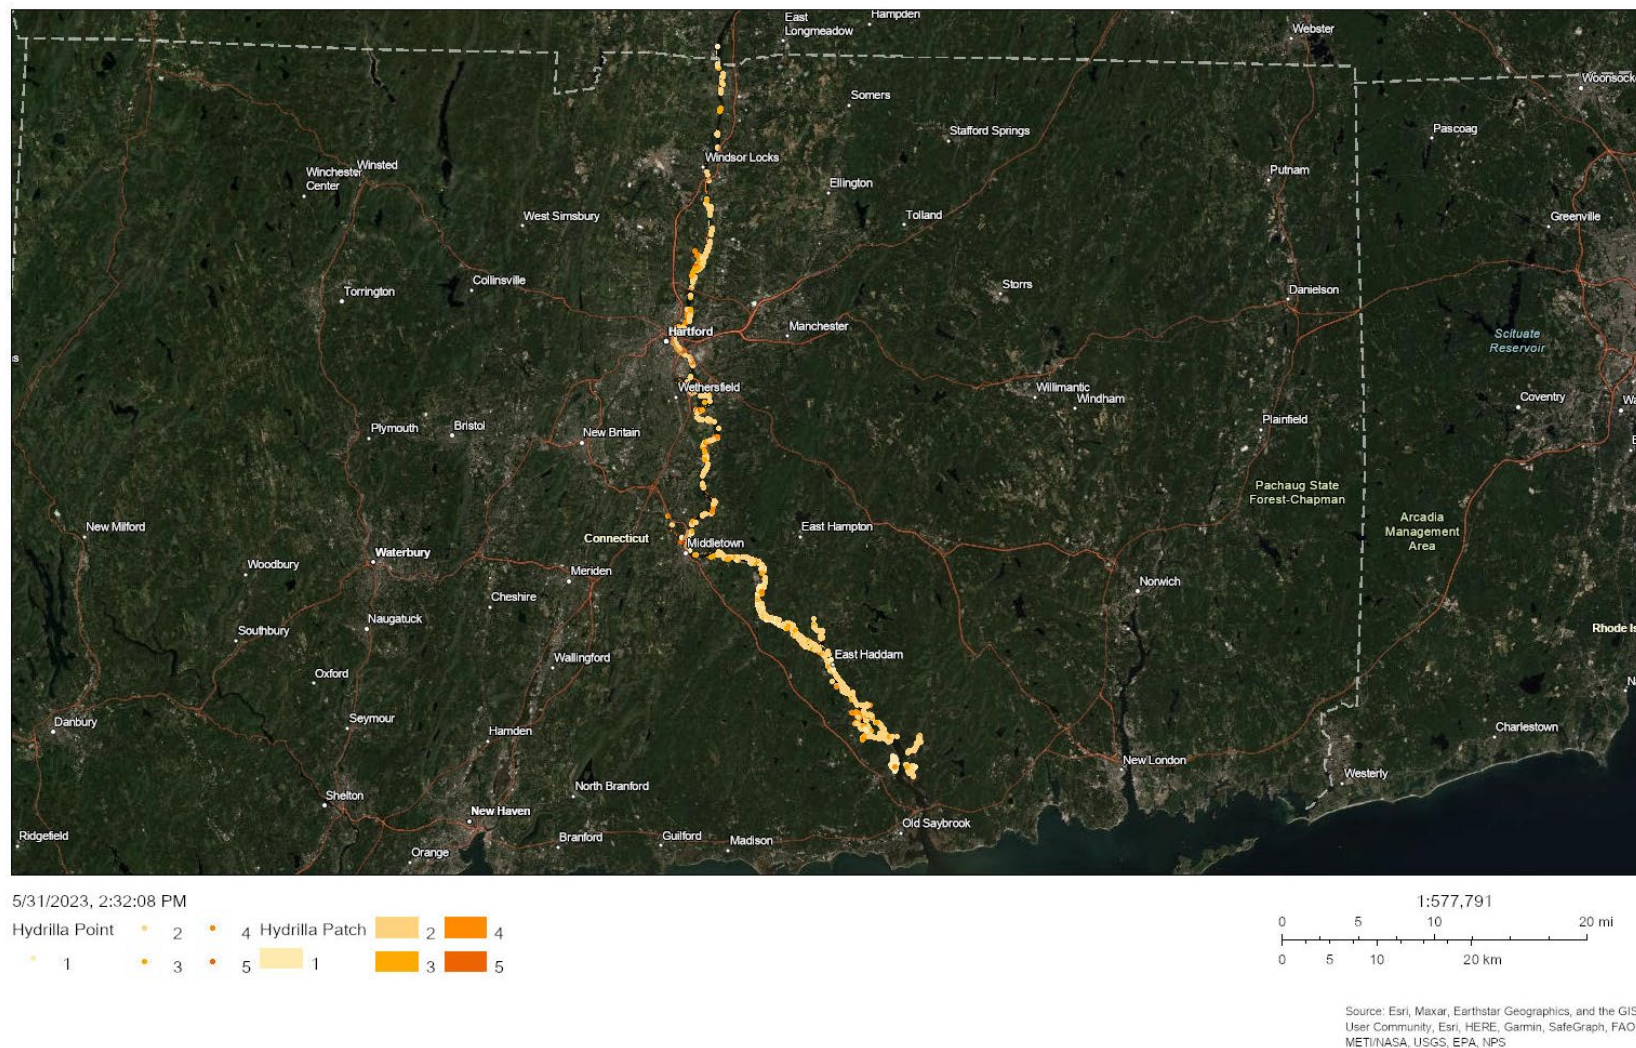 East
Longmeadow
Hampden
Webster
Woonsocke
Somers
Stafford Springs
Pascoag
Windsor Locks
Winsted
Winchester
Center
Ellington
Putnam
West Simsbury
Tolland
Greenville
Collinsville
Torrington
Storrs
Danielson
Hartford
Manchester
Scituate
Reservoir
s
Wethersfield
Willimantic
Windham
Coventry
Wa
Plymouth
Bristol
New Britain
Plainfield
Pachaug State
Forest-Chapman
Arcadia
Management
Area
New Milford
East Hampton
Connecticut
Middletown
Waterbury
Woodbury
Meriden
Cheshire
Norwich
Naugatuck
Southbury
Rhode Is
Wallingford
East Haddam
Oxford
Na
Danbury
Seymour
Hamden
Charlestown
New London
Westerly
North Branford
Shelton
New Haven
Old Saybrook
Ridgefield
Branford
Guilford
Madison
Orange
5/31/2023, 2:32:08 PM
Hydrilla Point
1
2
3
4
5
Hydrilla Patch
1
2
3
4
5
1:577,791
0 5 10 20 mi
0 5 10 20 km
Source: Esri, Maxar, Earthstar Geographics, and the GIS
User Community, Esri, HERE, Garmin, SafeGraph, FAO
METI/NASA, USGS, EPA, NPS